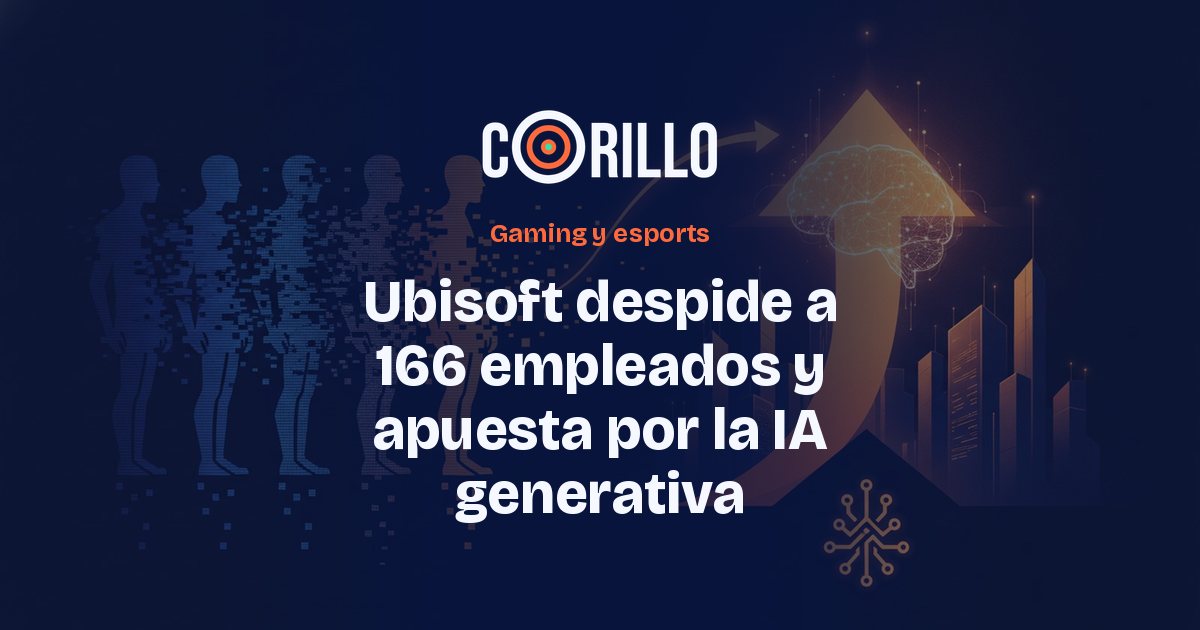 CORILLO
Gaming y esports
Ubisoft despide a
166 empleados y
apuesta por la IA
generativa